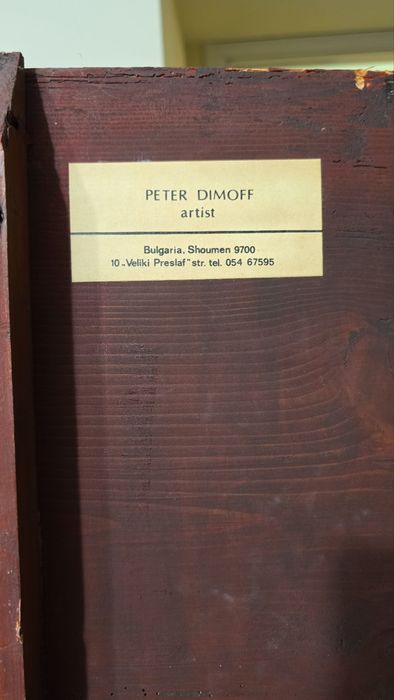 PETER DIMOFF
artist
Bulgaria, Shoumen 9700
10 „Veliki Preslaf” str. tel. 054 67595